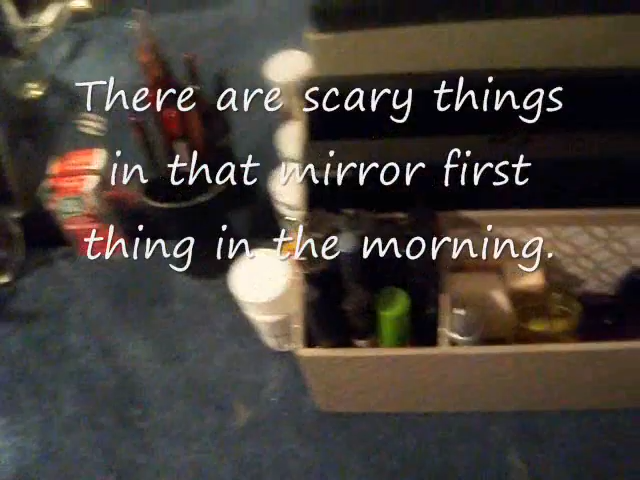 There are scary things
in that mirror first
thing in the morning.